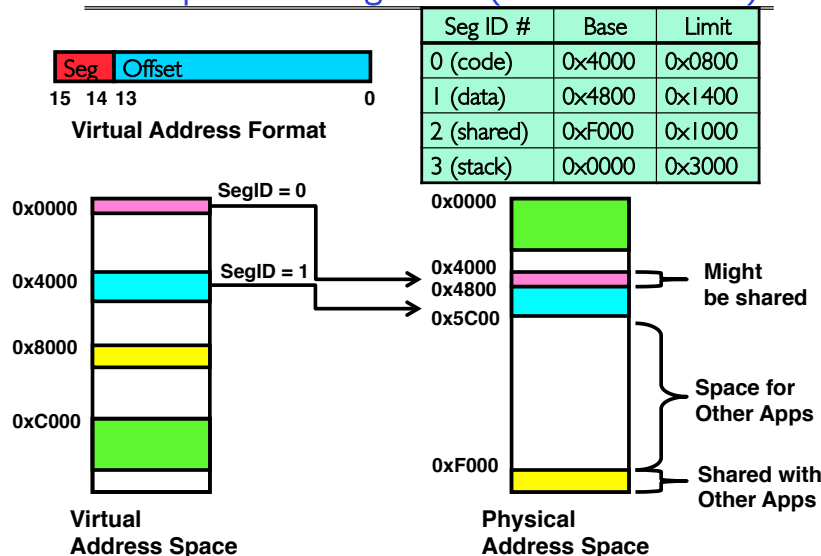 Seg Offset
15 14 13 0
Virtual Address Format
Seg ID # Base Limit
0 (code) 0x4000 0x0800
1 (data) 0x4800 0x1400
2 (shared) 0xF000 0x1000
3 (stack) 0x0000 0x3000
0x0000
0x4000
0x8000
0xC000
SegID = 0
SegID = 1
Virtual
Address Space
0x0000
0x4000
0x4800
0x5C00
0xF000
Might
be shared
Space for
Other Apps
Shared with
Other Apps
Physical
Address Space